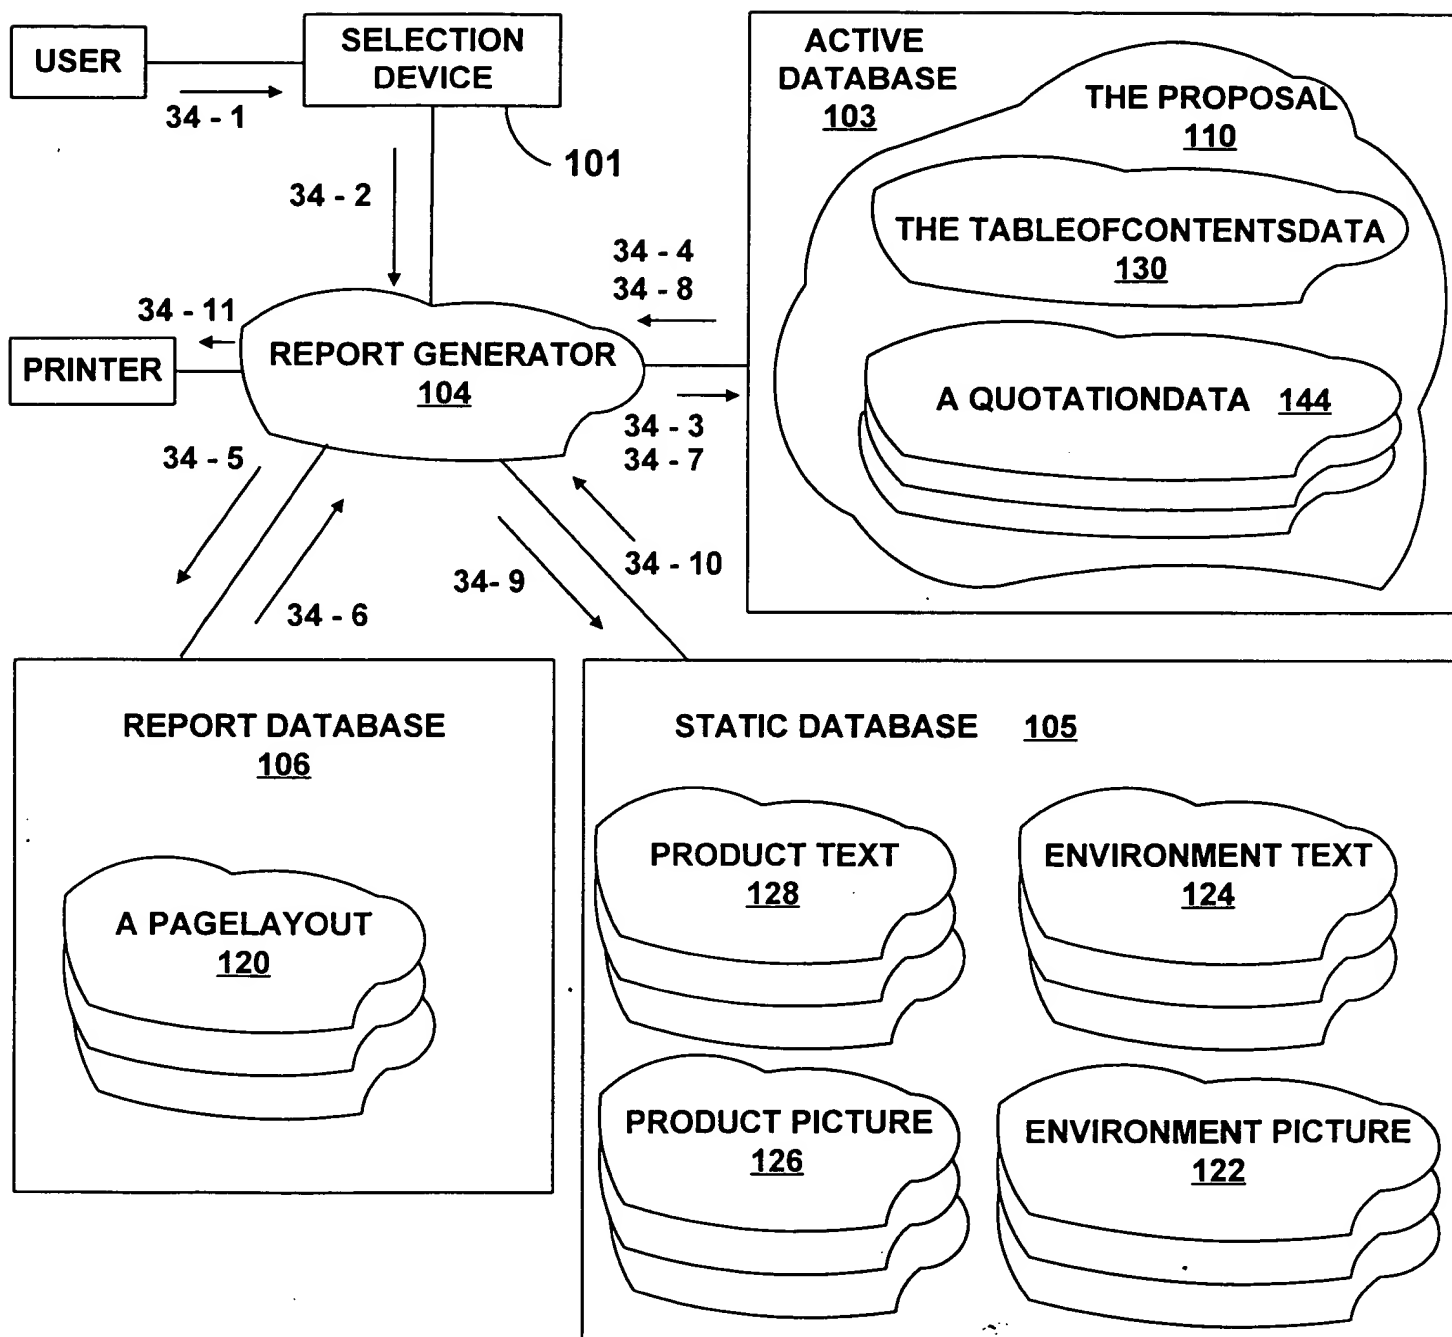 USER
SELECTION
DEVICE
34 - 1
101
34 - 2
ACTIVE
DATABASE
103
THE PROPOSAL
110
THE TABLEOFCONTENTSDATA
130
A QUOTATIONDATA 144
34 - 4
34 - 8
34 - 11
PRINTER
REPORT GENERATOR
104
34 - 3
34 - 7
34 - 5
34 - 6
34- 9
34 - 10
REPORT DATABASE
106
A PAGELAYOUT
120
STATIC DATABASE 105
PRODUCT TEXT
128
ENVIRONMENT TEXT
124
PRODUCT PICTURE
126
ENVIRONMENT PICTURE
122